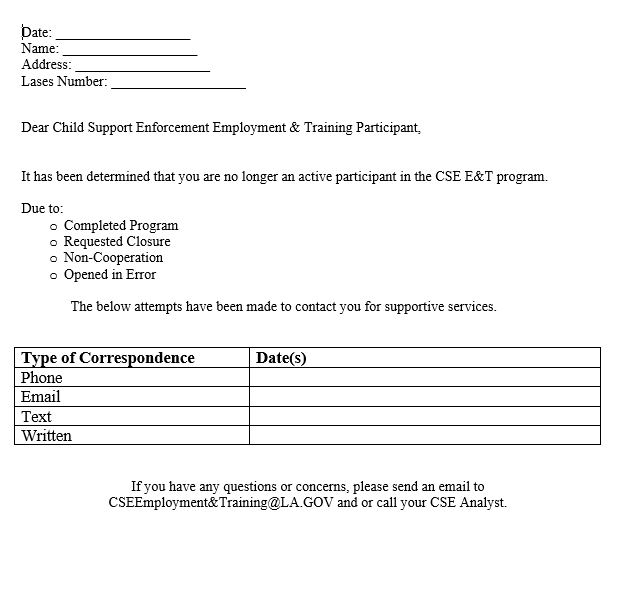 Date: ____________________
Name: ____________________
Address: ____________________
Lases Number: ____________________
Dear Child Support Enforcement Employment & Training Participant,
It has been determined that you are no longer an active participant in the CSE E&T program.
Due to:
o Completed Program
o Requested Closure
o Non-Cooperation
o Opened in Error
The below attempts have been made to contact you for supportive services.
Type of Correspondence Date(s)
Phone
Email
Text
Written
If you have any questions or concerns, please send an email to
CSEEmployment&Training@LA.GOV and or call your CSE Analyst.